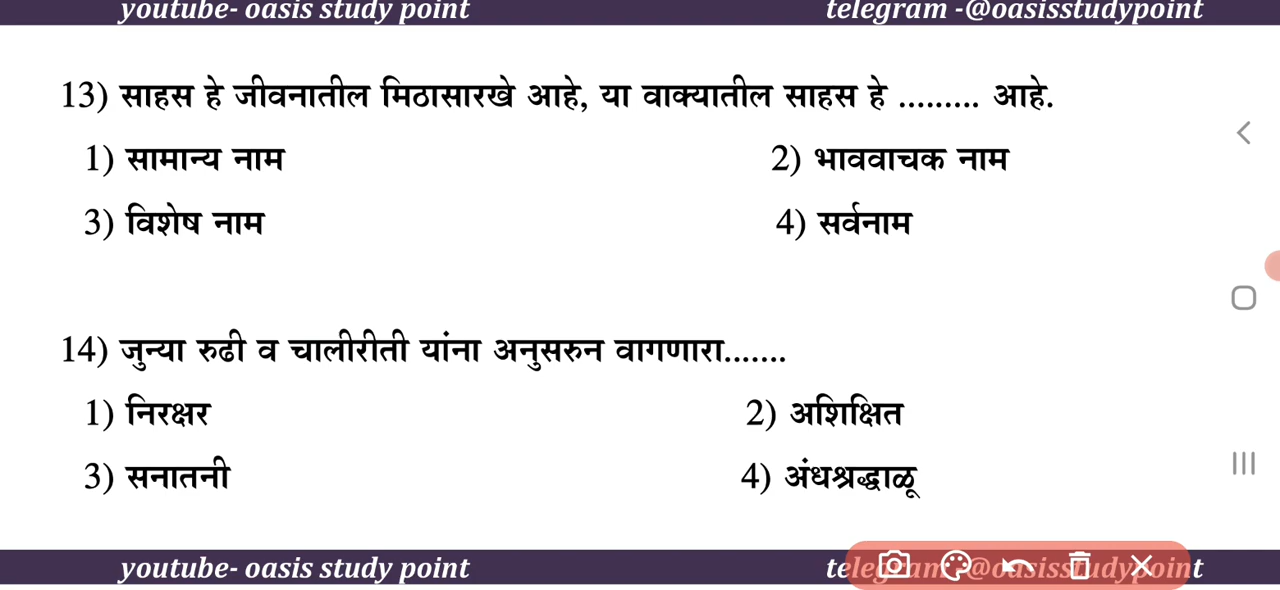 youtube- oasis study point telegram -@oasisstudypoint
13) साहस हे जीवनातील मिठासारखे आहे, या वाक्यातील साहस हे ......... आहे.
1) सामान्य नाम 2) भाववाचक नाम
3) विशेष नाम 4) सर्वनाम
14) जुन्या रुढी व चालीरीती यांना अनुसरुन वागणारा.......
1) निरक्षर 2) अशिक्षित
3) सनातनी 4) अंधश्रद्धाळू
youtube- oasis study point telegram -@oasisstudypoint